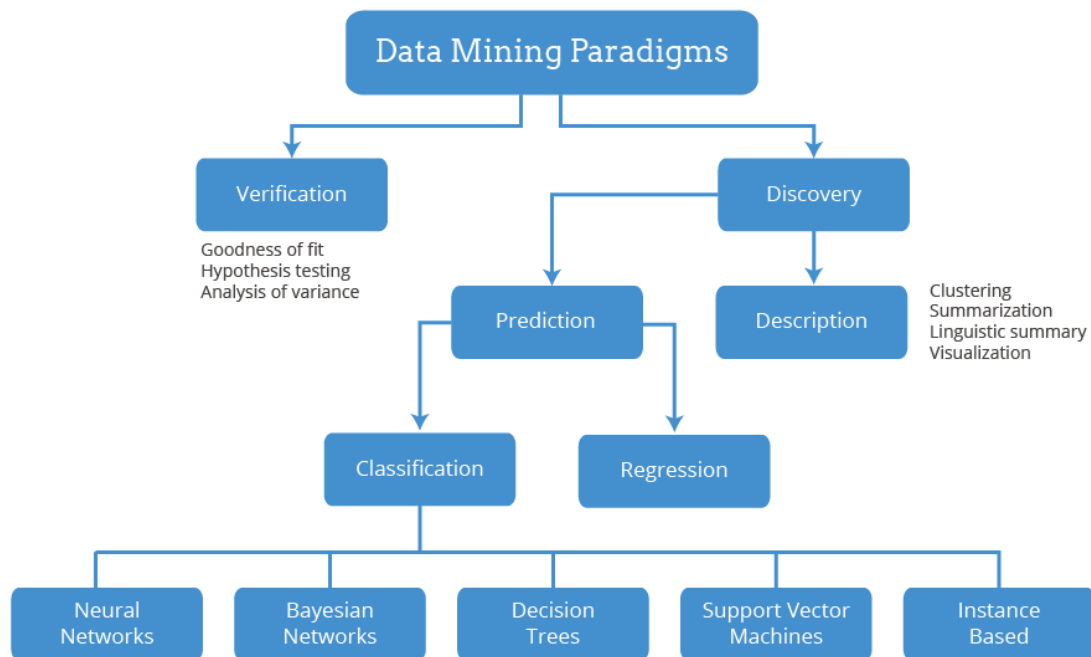 Data Mining Paradigms
Verification
Discovery
Goodness of fit
Hypothesis testing
Analysis of variance
Prediction
Description
Clustering
Summarization
Linguistic summary
Visualization
Classification
Regression
Neural
Networks
Bayesian
Networks
Decision
Trees
Support Vector
Machines
Instance
Based